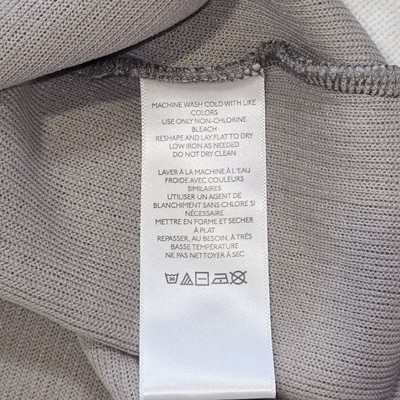 MACHINE WASH COLD WITH LIKE
COLORS
USE ONLY NON-CHLORINE
BLEACH
RESHAPE AND LAY FLAT TO DRY
LOW IRON AS NEEDED
DO NOT DRY CLEAN
LAVER À LA MACHINE À L'EAU
FROIDE AVEC COULEURS
SIMILAIRES
UTILISER UN AGENT DE
BLANCHIMENT SANS CHLORE SI
NÉCESSAIRE
METTRE EN FORME ET SECHER
À PLAT
REPASSER, AU BESOIN, À TRÈS
BASSE TEMPÉRATURE
NE PAS NETTOYER À SEC